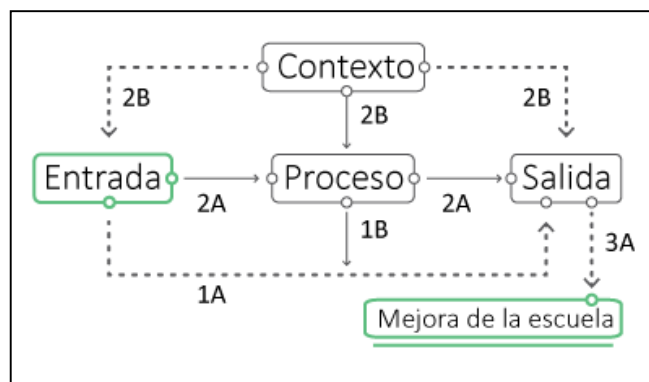 Contexto
2B
2B
2B
Entrada
Proceso
Salida
2A
2A
1B
3A
1A
Mejora de la escuela